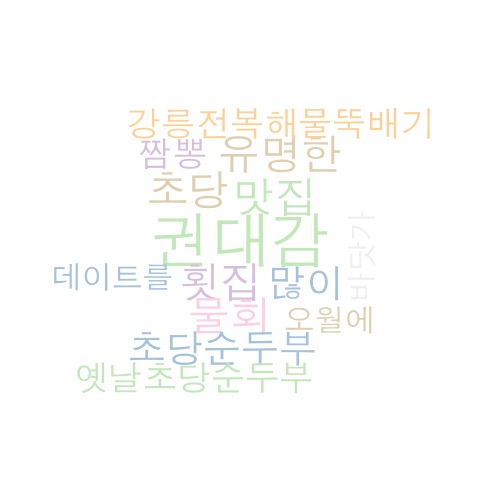 강릉전복해물뚝배기
짬뽕 유명한
초당 맛집
권대감
바닷가
데이트를 횟집 많이
물회 오월에
초당순두부
옛날초당순두부